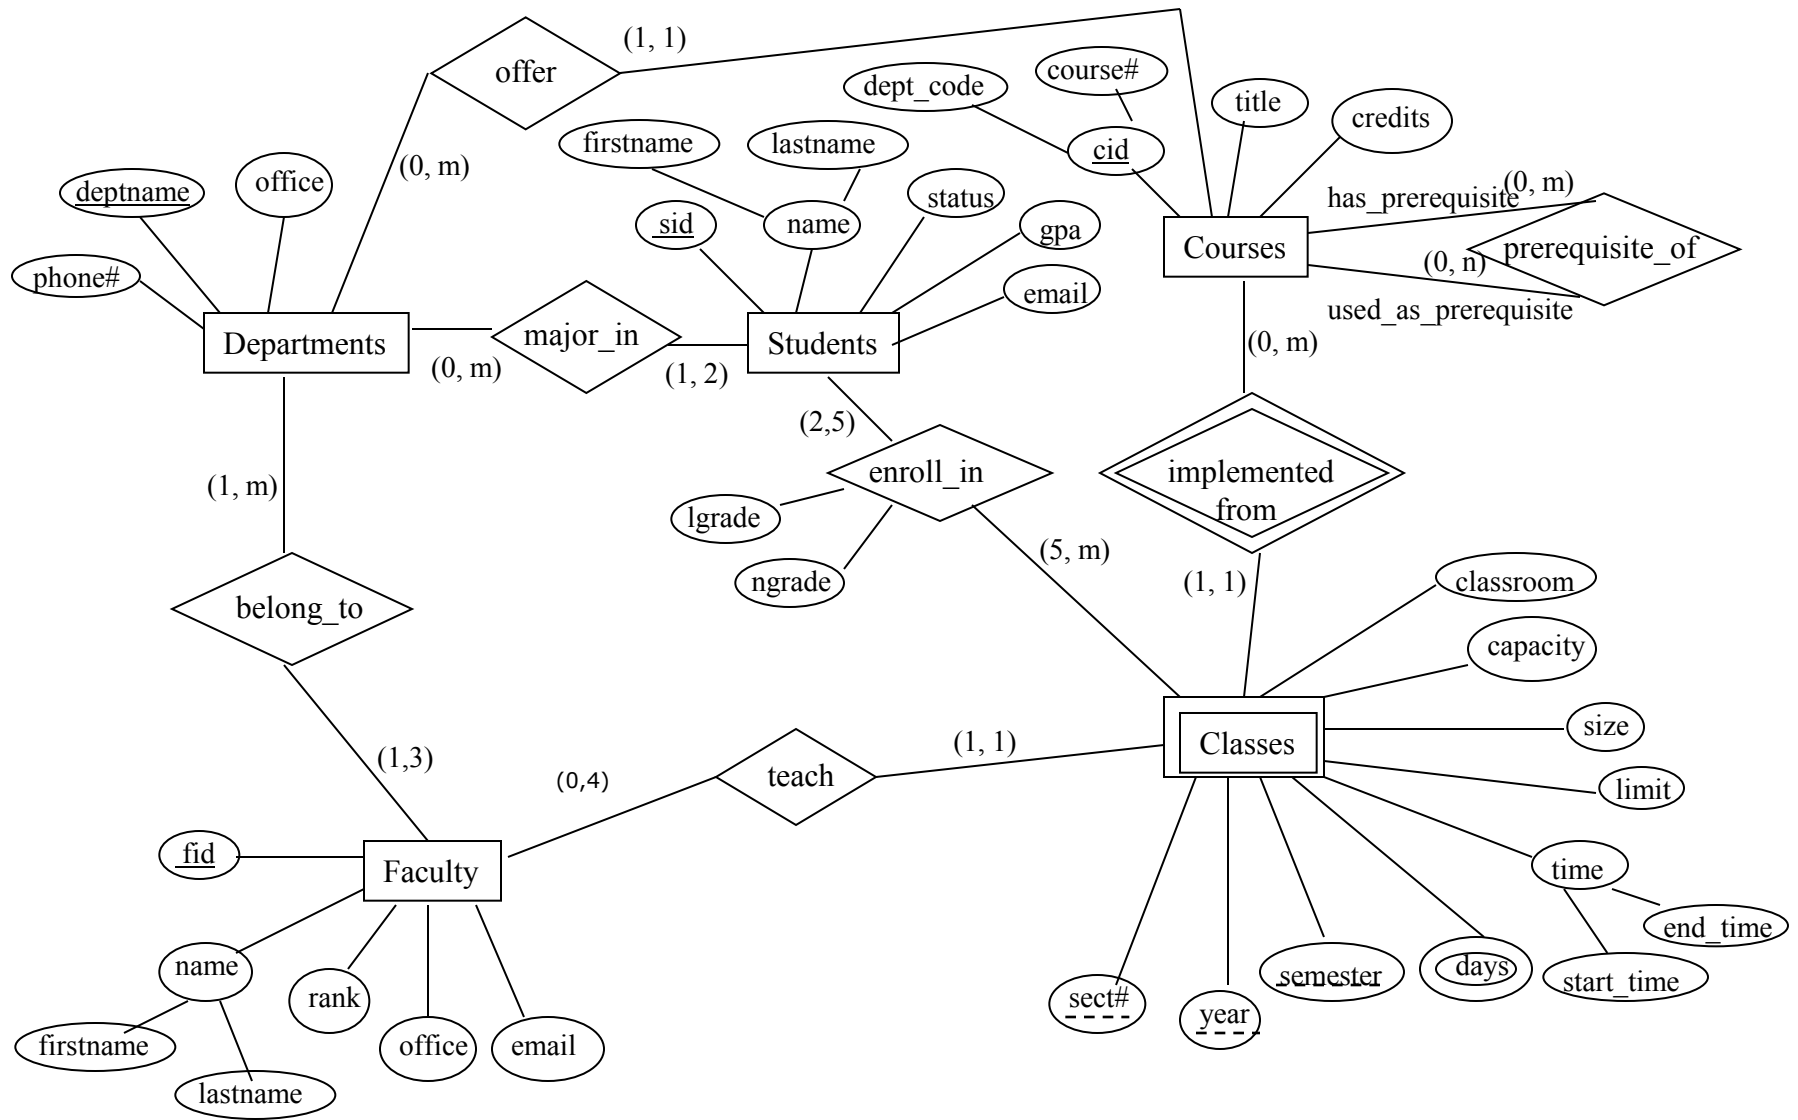 (1, 1)
offer
course#
dept_code
title
credits
firstname
lastname
cid
(0, m)
office
deptname
status
has_prerequisite
(0, m)
sid
name
gpa
Courses
prerequisite_of
(0, n)
phone#
email
used_as_prerequisite
Departments
major_in
Students
(0, m)
(0, m)
(1, 2)
(2,5)
enroll_in
implemented
from
(1, m)
lgrade
(5, m)
ngrade
(1, 1)
classroom
belong_to
capacity
size
(1, 1)
Classes
(1,3)
(0,4)
teach
limit
fid
Faculty
time
end_time
name
rank
sect#
year
semester
days
start_time
firstname
office
email
lastname